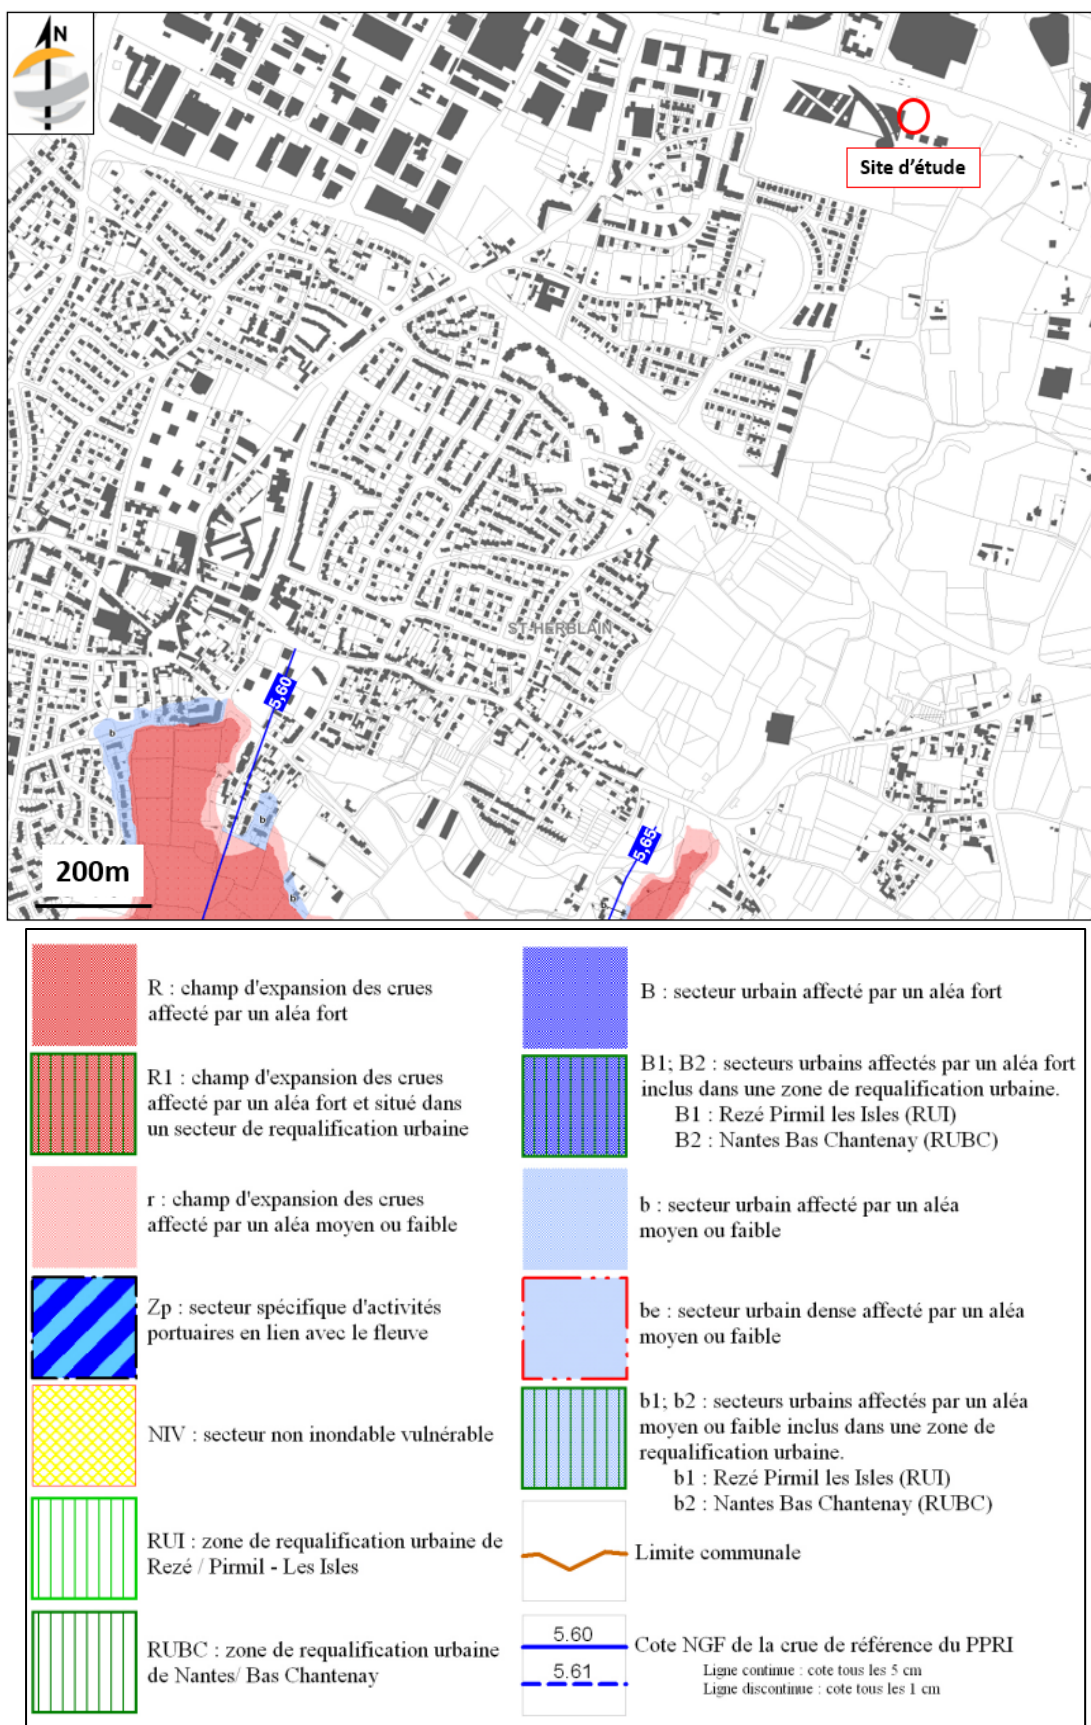 N
Site d'étude
ST-HERBLAIN
5,60
b
b
5,65
200m
b
b
R : champ d'expansion des crues
affecté par un aléa fort
R1 : champ d'expansion des crues
affecté par un aléa fort et situé dans
un secteur de requalification urbaine
r : champ d'expansion des crues
affecté par un aléa moyen ou faible
Zp : secteur spécifique d'activités
portuaires en lien avec le fleuve
NIV : secteur non inondable vulnérable
RUI : zone de requalification urbaine de
Rezé / Pirmil - Les Isles
RUBC : zone de requalification urbaine
de Nantes/ Bas Chantenay
B : secteur urbain affecté par un aléa fort
B1; B2 : secteurs urbains affectés par un aléa fort
inclus dans une zone de requalification urbaine.
B1 : Rezé Pirmil les Isles (RUI)
B2 : Nantes Bas Chantenay (RUBC)
b : secteur urbain affecté par un aléa
moyen ou faible
be : secteur urbain dense affecté par un aléa
moyen ou faible
b1; b2 : secteurs urbains affectés par un aléa
moyen ou faible inclus dans une zone de
requalification urbaine.
b1 : Rezé Pirmil les Isles (RUI)
b2 : Nantes Bas Chantenay (RUBC)
Limite communale
5.60
5.61
Cote NGF de la crue de référence du PPRI
Ligne continue : cote tous les 5 cm
Ligne discontinue : cote tous les 1 cm